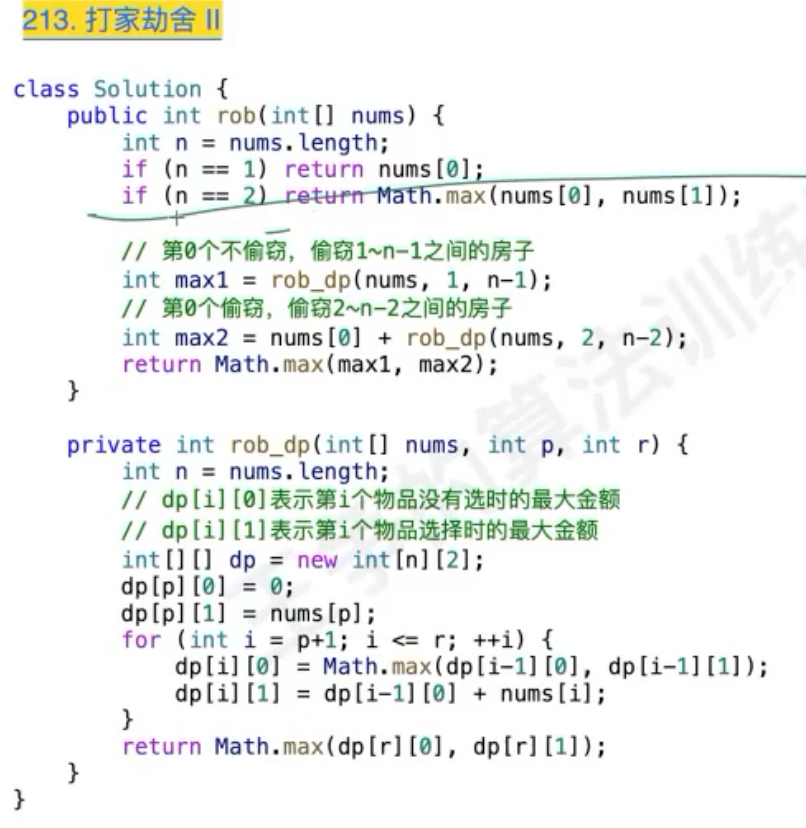 213. 打家劫舍 II
class Solution {
    public int rob(int[] nums) {
        int n = nums.length;
        if (n == 1) return nums[0];
        if (n == 2) return Math.max(nums[0], nums[1]);
        // 第0个不偷窃，偷窃1~n-1之间的房子
        int max1 = rob_dp(nums, 1, n-1);
        // 第0个偷窃，偷窃2~n-2之间的房子
        int max2 = nums[0] + rob_dp(nums, 2, n-2);
        return Math.max(max1, max2);
    }
    private int rob_dp(int[] nums, int p, int r) {
        int n = nums.length;
        // dp[i][0]表示第i个物品没有选时的最大金额
        // dp[i][1]表示第i个物品选择时的最大金额
        int[][] dp = new int[n][2];
        dp[p][0] = 0;
        dp[p][1] = nums[p];
        for (int i = p+1; i <= r; ++i) {
            dp[i][0] = Math.max(dp[i-1][0], dp[i-1][1]);
            dp[i][1] = dp[i-1][0] + nums[i];
        }
        return Math.max(dp[r][0], dp[r][1]);
    }
}